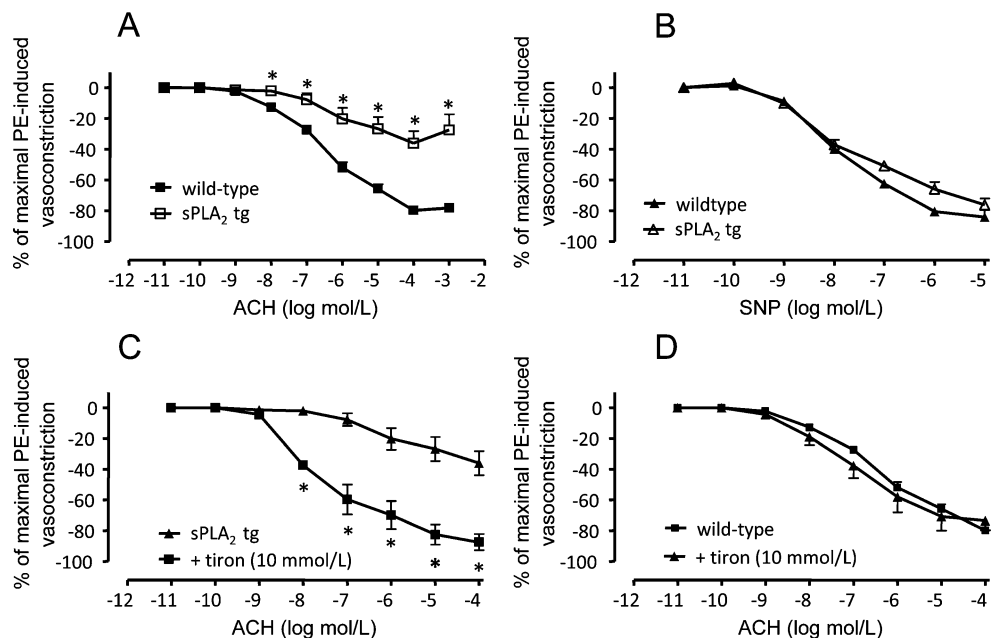 A
% of maximal PE-induced
vasoconstriction
0
-20
-40
-60
-80
-100
* * * * * *
wild-type
sPLA₂ tg
-12 -11 -10 -9 -8 -7 -6 -5 -4 -3 -2
ACH (log mol/L)
B
% of maximal PE-induced
vasoconstriction
0
-20
-40
-60
-80
-100
wildtype
sPLA₂ tg
-12 -11 -10 -9 -8 -7 -6 -5
SNP (log mol/L)
C
% of maximal PE-induced
vasoconstriction
0
-20
-40
-60
-80
-100
* * * * *
sPLA₂ tg
+ tiron (10 mmol/L)
-12 -11 -10 -9 -8 -7 -6 -5 -4
ACH (log mol/L)
D
% of maximal PE-induced
vasoconstriction
0
-20
-40
-60
-80
-100
wild-type
+ tiron (10 mmol/L)
-12 -11 -10 -9 -8 -7 -6 -5 -4
ACH (log mol/L)